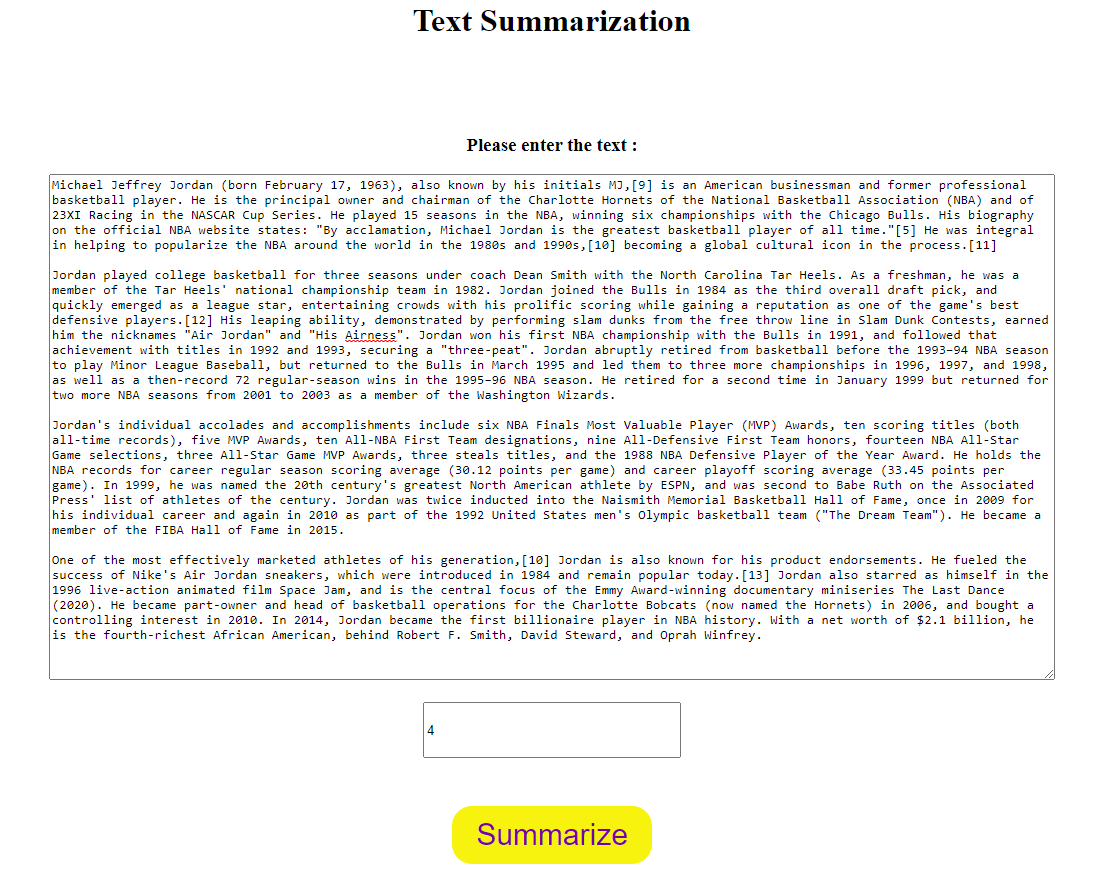 Text Summarization
Please enter the text :
Michael Jeffrey Jordan (born February 17, 1963), also known by his initials MJ,[9] is an American businessman and former professional
basketball player. He is the principal owner and chairman of the Charlotte Hornets of the National Basketball Association (NBA) and of
23XI Racing in the NASCAR Cup Series. He played 15 seasons in the NBA, winning six championships with the Chicago Bulls. His biography
on the official NBA website states: "By acclamation, Michael Jordan is the greatest basketball player of all time."[5] He was integral
in helping to popularize the NBA around the world in the 1980s and 1990s,[10] becoming a global cultural icon in the process.[11]
Jordan played college basketball for three seasons under coach Dean Smith with the North Carolina Tar Heels. As a freshman, he was a
member of the Tar Heels' national championship team in 1982. Jordan joined the Bulls in 1984 as the third overall draft pick, and
quickly emerged as a league star, entertaining crowds with his prolific scoring while gaining a reputation as one of the game's best
defensive players.[12] His leaping ability, demonstrated by performing slam dunks from the free throw line in Slam Dunk Contests, earned
him the nicknames "Air Jordan" and "His Airness". Jordan won his first NBA championship with the Bulls in 1991, and followed that
achievement with titles in 1992 and 1993, securing a "three-peat". Jordan abruptly retired from basketball before the 1993–94 NBA season
to play Minor League Baseball, but returned to the Bulls in March 1995 and led them to three more championships in 1996, 1997, and 1998,
as well as a then-record 72 regular-season wins in the 1995–96 NBA season. He retired for a second time in January 1999 but returned for
two more NBA seasons from 2001 to 2003 as a member of the Washington Wizards.
Jordan's individual accolades and accomplishments include six NBA Finals Most Valuable Player (MVP) Awards, ten scoring titles (both
all-time records), five MVP Awards, ten All-NBA First Team designations, nine All-Defensive First Team honors, fourteen NBA All-Star
Game selections, three All-Star Game MVP Awards, three steals titles, and the 1988 NBA Defensive Player of the Year Award. He holds the
NBA records for career regular season scoring average (30.12 points per game) and career playoff scoring average (33.45 points per
game). In 1999, he was named the 20th century's greatest North American athlete by ESPN, and was second to Babe Ruth on the Associated
Press' list of athletes of the century. Jordan was twice inducted into the Naismith Memorial Basketball Hall of Fame, once in 2009 for
his individual career and again in 2010 as part of the 1992 United States men's Olympic basketball team ("The Dream Team"). He became a
member of the FIBA Hall of Fame in 2015.
One of the most effectively marketed athletes of his generation,[10] Jordan is also known for his product endorsements. He fueled the
success of Nike's Air Jordan sneakers, which were introduced in 1984 and remain popular today.[13] Jordan also starred as himself in the
1996 live-action animated film Space Jam, and is the central focus of the Emmy Award-winning documentary miniseries The Last Dance
(2020). He became part-owner and head of basketball operations for the Charlotte Bobcats (now named the Hornets) in 2006, and bought a
controlling interest in 2010. In 2014, Jordan became the first billionaire player in NBA history. With a net worth of $2.1 billion, he
is the fourth-richest African American, behind Robert F. Smith, David Steward, and Oprah Winfrey.
4
Summarize